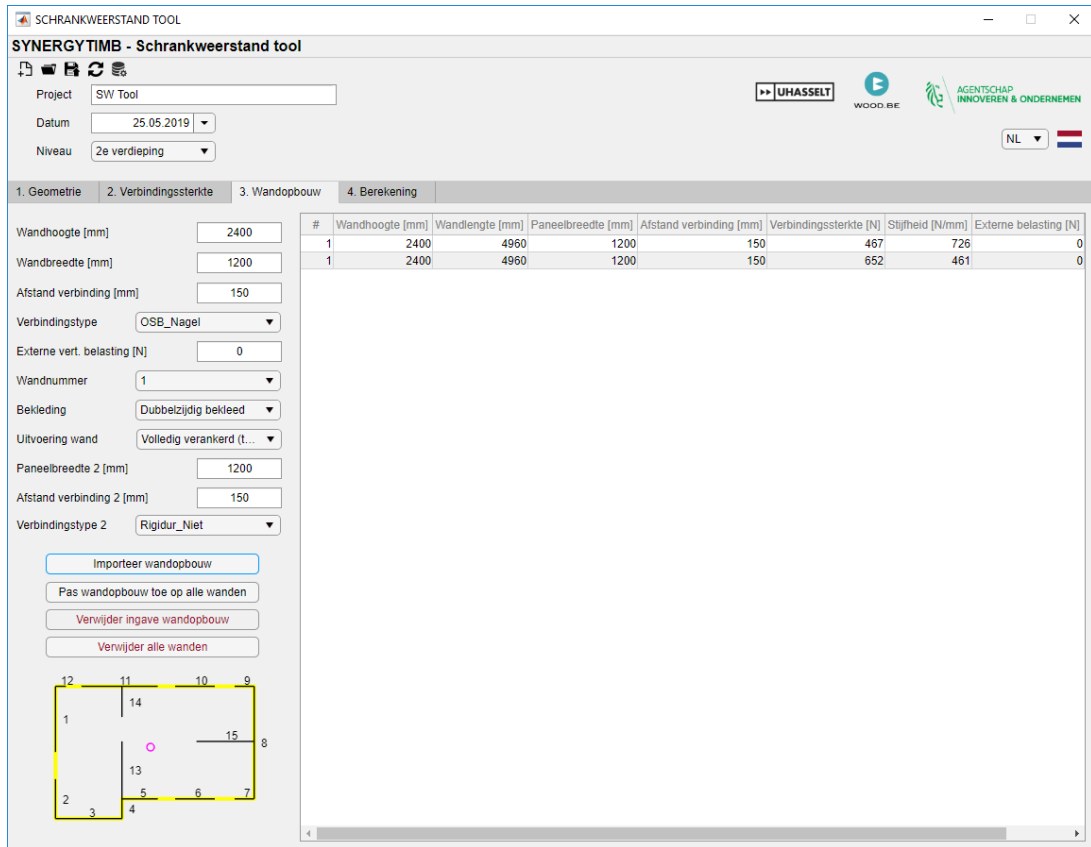 SCHRANKWEERSTAND TOOL
SYNERGYTIMB - Schrankweerstand tool
Project SW Tool
UHASSELT
WOOD.BE
AGENTSCHAP
INNOVEREN & ONDERNEMEN
Datum 25.05.2019
NL
Niveau 2e verdieping
1. Geometrie 2. Verbindingssterkte 3. Wandopbouw 4. Berekening
# Wandhoogte [mm] Wandlengte [mm] Paneelbreedte [mm] Afstand verbinding [mm] Verbindingssterkte [N] Stijfheid [N/mm] Externe belasting [N]
1 2400 4960 1200 150 467 726 0
1 2400 4960 1200 150 652 461 0
Wandhoogte [mm] 2400
Wandbreedte [mm] 1200
Afstand verbinding [mm] 150
Verbindingstype OSB_Nagel
Externe vert. belasting [N] 0
Wandnummer 1
Bekleding Dubbelzijdig bekleed
Uitvoering wand Volledig verankerd (t...
Paneelbreedte 2 [mm] 1200
Afstand verbinding 2 [mm] 150
Verbindingstype 2 Rigidur_Niet
Importeer wandopbouw
Pas wandopbouw toe op alle wanden
Verwijder ingave wandopbouw
Verwijder alle wanden
12 11 10 9
14
1
15
8
13
5 6 7
2
4
3